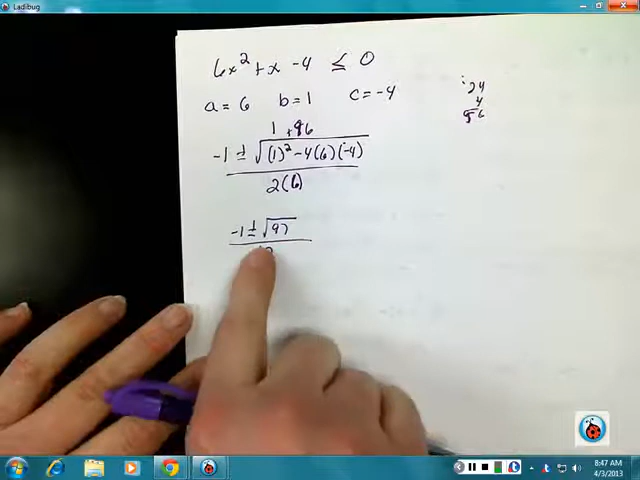 Ladibug
6x² + x - 4 ≤ 0
a = 6 b = 1 c = -4
24
4
96
1 + 96
-1 ± √(1)² - 4(6)(-4)
2(6)
-1 ± √97
8:47 AM
4/3/2013